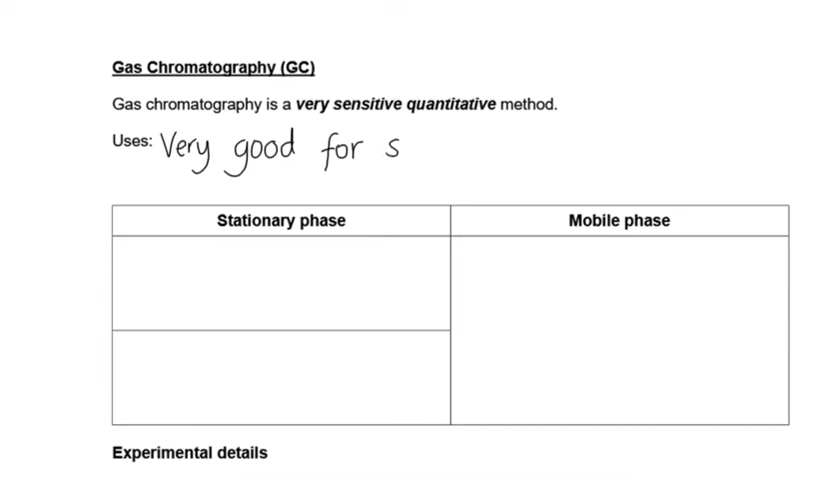 Gas Chromatography (GC)
Gas chromatography is a very sensitive quantitative method.
Uses: Very good for s
Stationary phase
Mobile phase
Experimental details